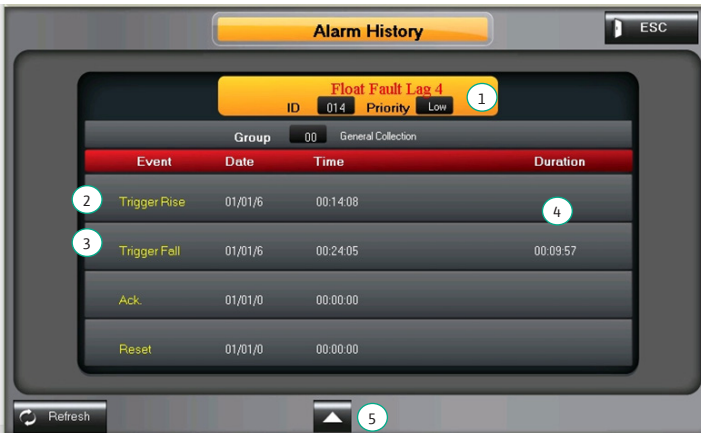 Alarm History
ESC
Float Fault Lag 4
1
ID 014 Priority Low
Group 00 General Collection
Event Date Time Duration
2 Trigger Rise 01/01/6 00:14:08
4
3 Trigger Fall 01/01/6 00:24:05 00:09:57
Ack. 01/01/0 00:00:00
Reset 01/01/0 00:00:00
Refresh
5